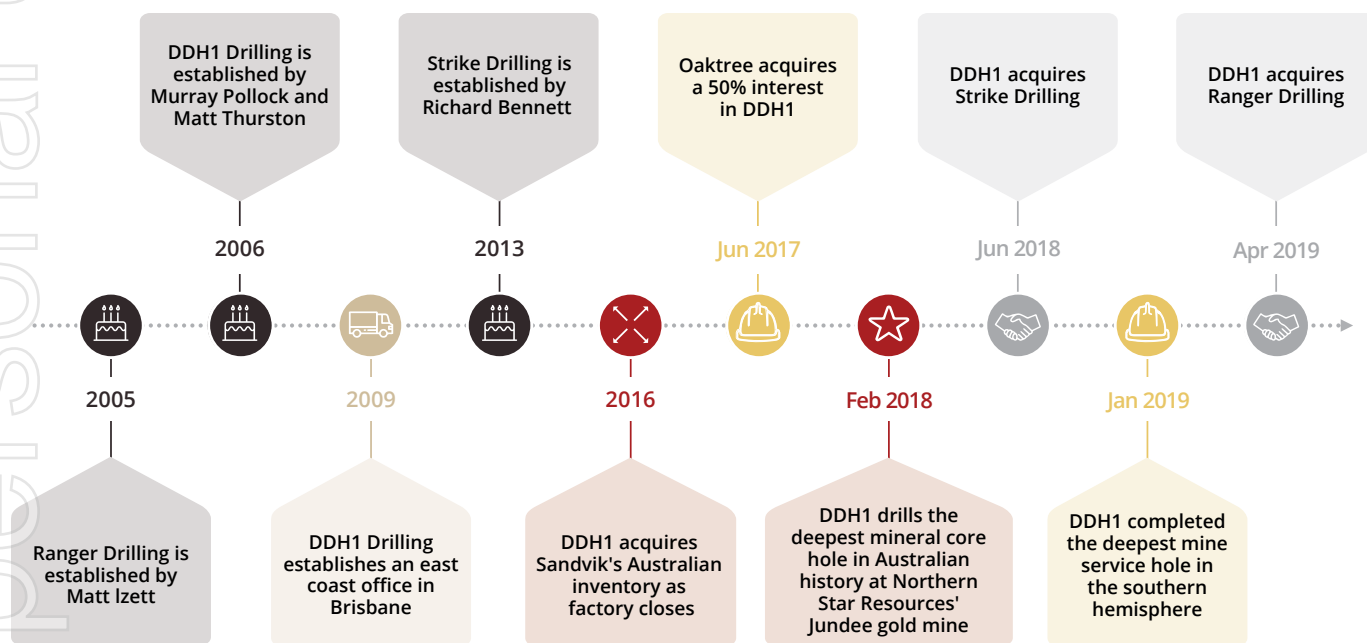 DDH1 Drilling is
established by
Murray Pollock and
Matt Thurston
Strike Drilling is
established by
Richard Bennett
Oaktree acquires
a 50% interest
in DDH1
DDH1 acquires
Strike Drilling
DDH1 acquires
Ranger Drilling
2006
2013
Jun 2017
Jun 2018
Apr 2019
2005
2009
2016
Feb 2018
Jan 2019
Ranger Drilling is
established by
Matt Izett
DDH1 Drilling
establishes an east
coast office in
Brisbane
DDH1 acquires
Sandvik's Australian
inventory as
factory closes
DDH1 drills the
deepest mineral core
hole in Australian
history at Northern
Star Resources'
Jundee gold mine
DDH1 completed
the deepest mine
service hole in
the southern
hemisphere
personal